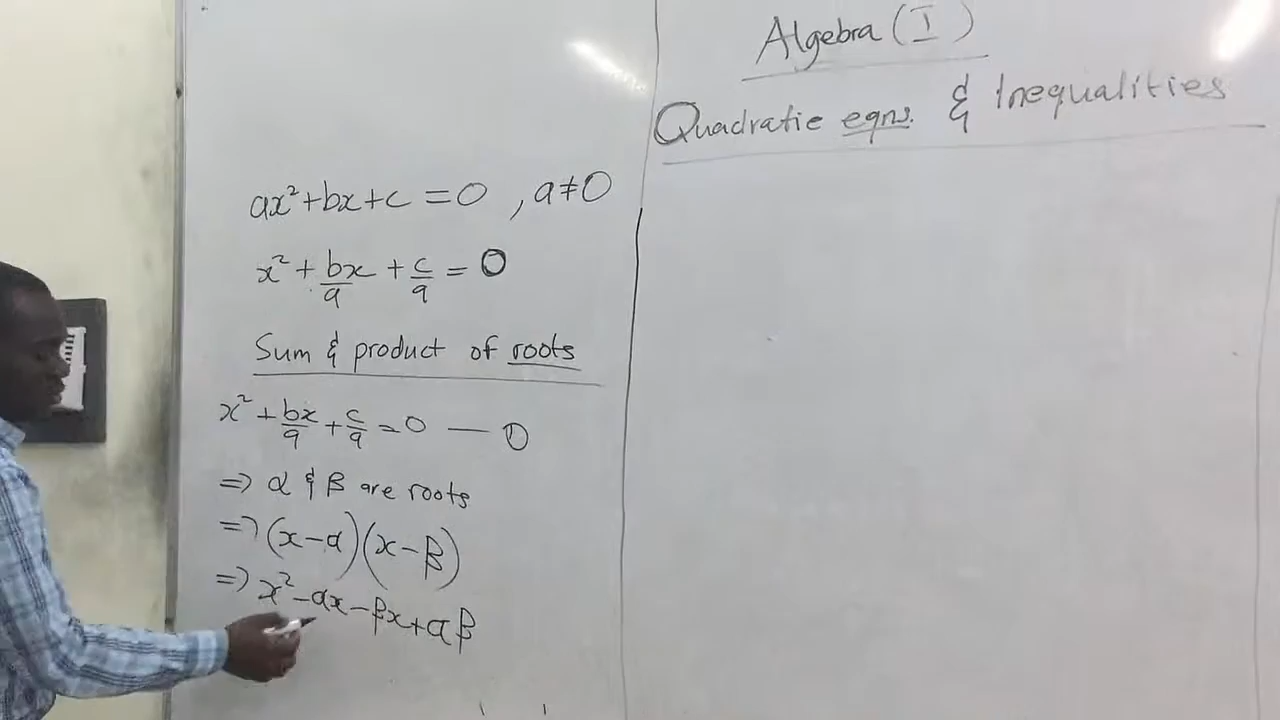 ax²+bx+c = 0 , a≠0
x² + bx/a + c/a = 0
Sum & product of roots
x² + bx/a + c/a = 0 — ①
=> α & β are roots
=> (x-α)(x-β)
=> x²-αx-βx+αβ
Algebra (I)
Quadratic eqns. & Inequalities